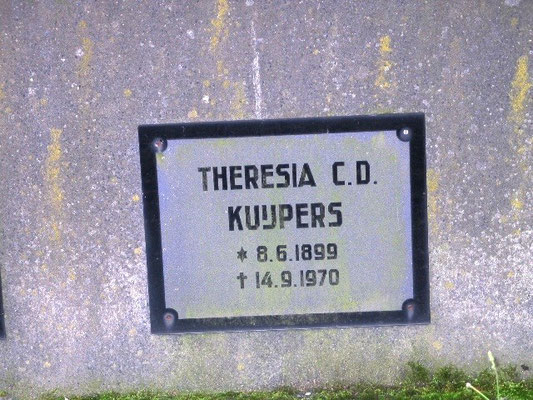 THERESIA C.D.
KUIJPERS
* 8.6.1899
† 14.9.1970